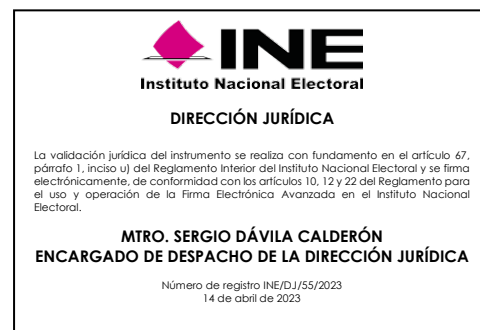 INE
Instituto Nacional Electoral
DIRECCIÓN JURÍDICA
La validación jurídica del instrumento se realiza con fundamento en el artículo 67,
párrafo 1, inciso u) del Reglamento Interior del Instituto Nacional Electoral y se firma
electrónicamente, de conformidad con los artículos 10, 12 y 22 del Reglamento para
el uso y operación de la Firma Electrónica Avanzada en el Instituto Nacional
Electoral.
MTRO. SERGIO DÁVILA CALDERÓN
ENCARGADO DE DESPACHO DE LA DIRECCIÓN JURÍDICA
Número de registro INE/DJ/55/2023
14 de abril de 2023